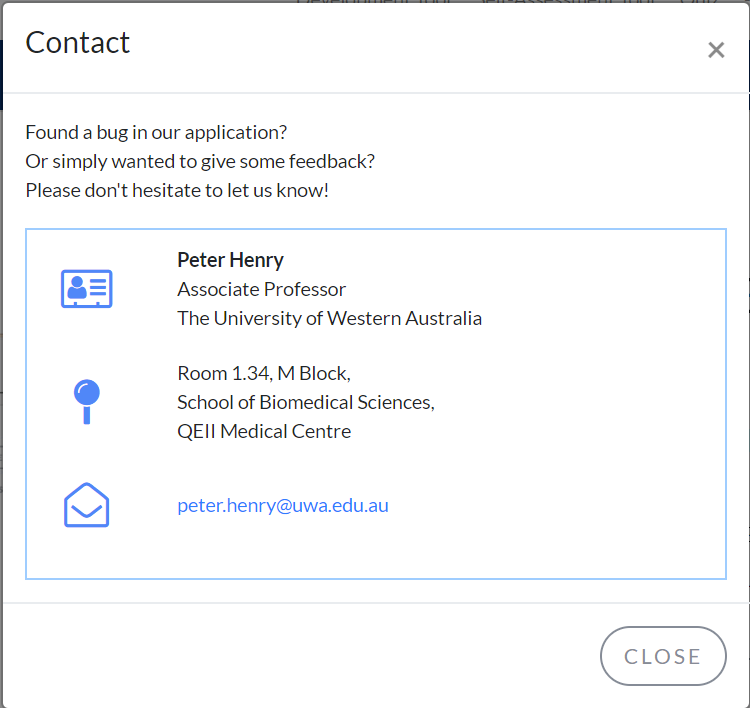 Contact
×
Found a bug in our application?
Or simply wanted to give some feedback?
Please don't hesitate to let us know!
Peter Henry
Associate Professor
The University of Western Australia
Room 1.34, M Block,
School of Biomedical Sciences,
QEII Medical Centre
peter.henry@uwa.edu.au
CLOSE